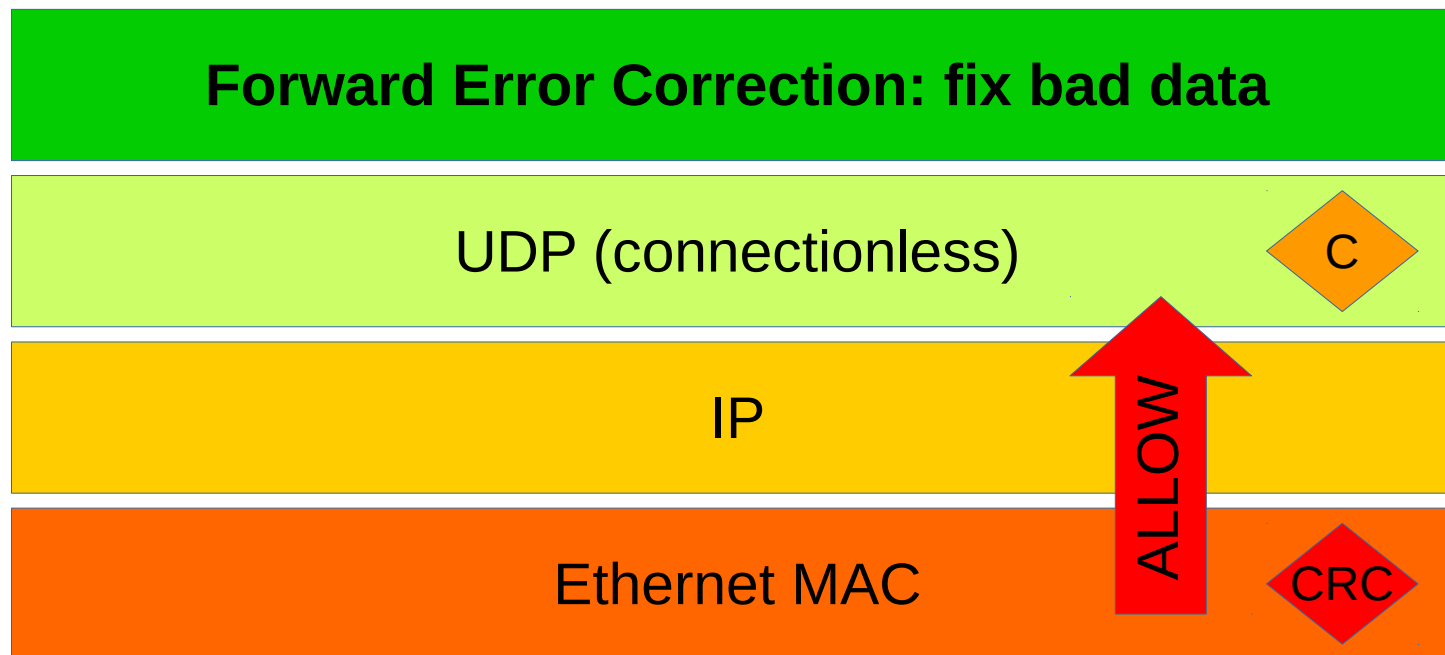 Forward Error Correction: fix bad data
UDP (connectionless)
C
IP
ALLOW
Ethernet MAC
CRC